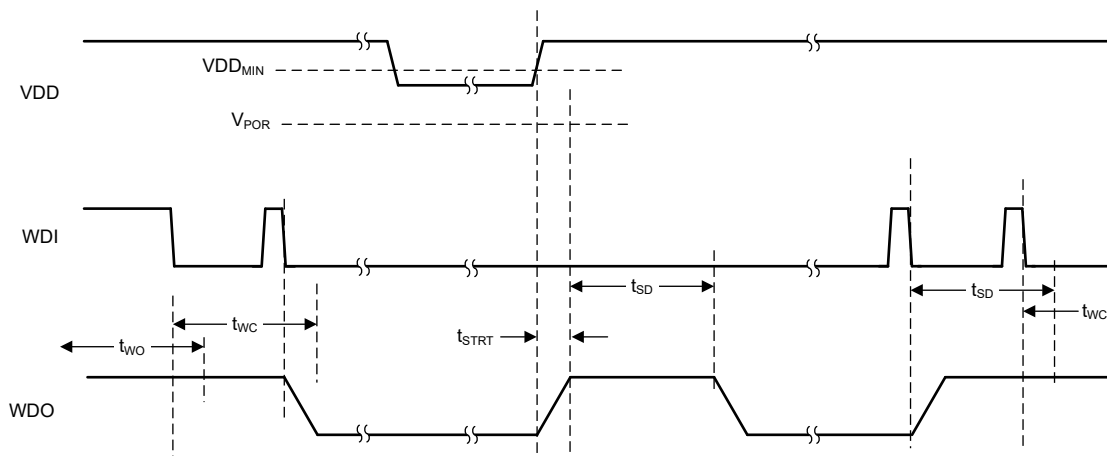 VDD
VDDMIN
VPOR
WDI
tWO
tWC
tSTRT
tSD
tSD
tWC
WDO